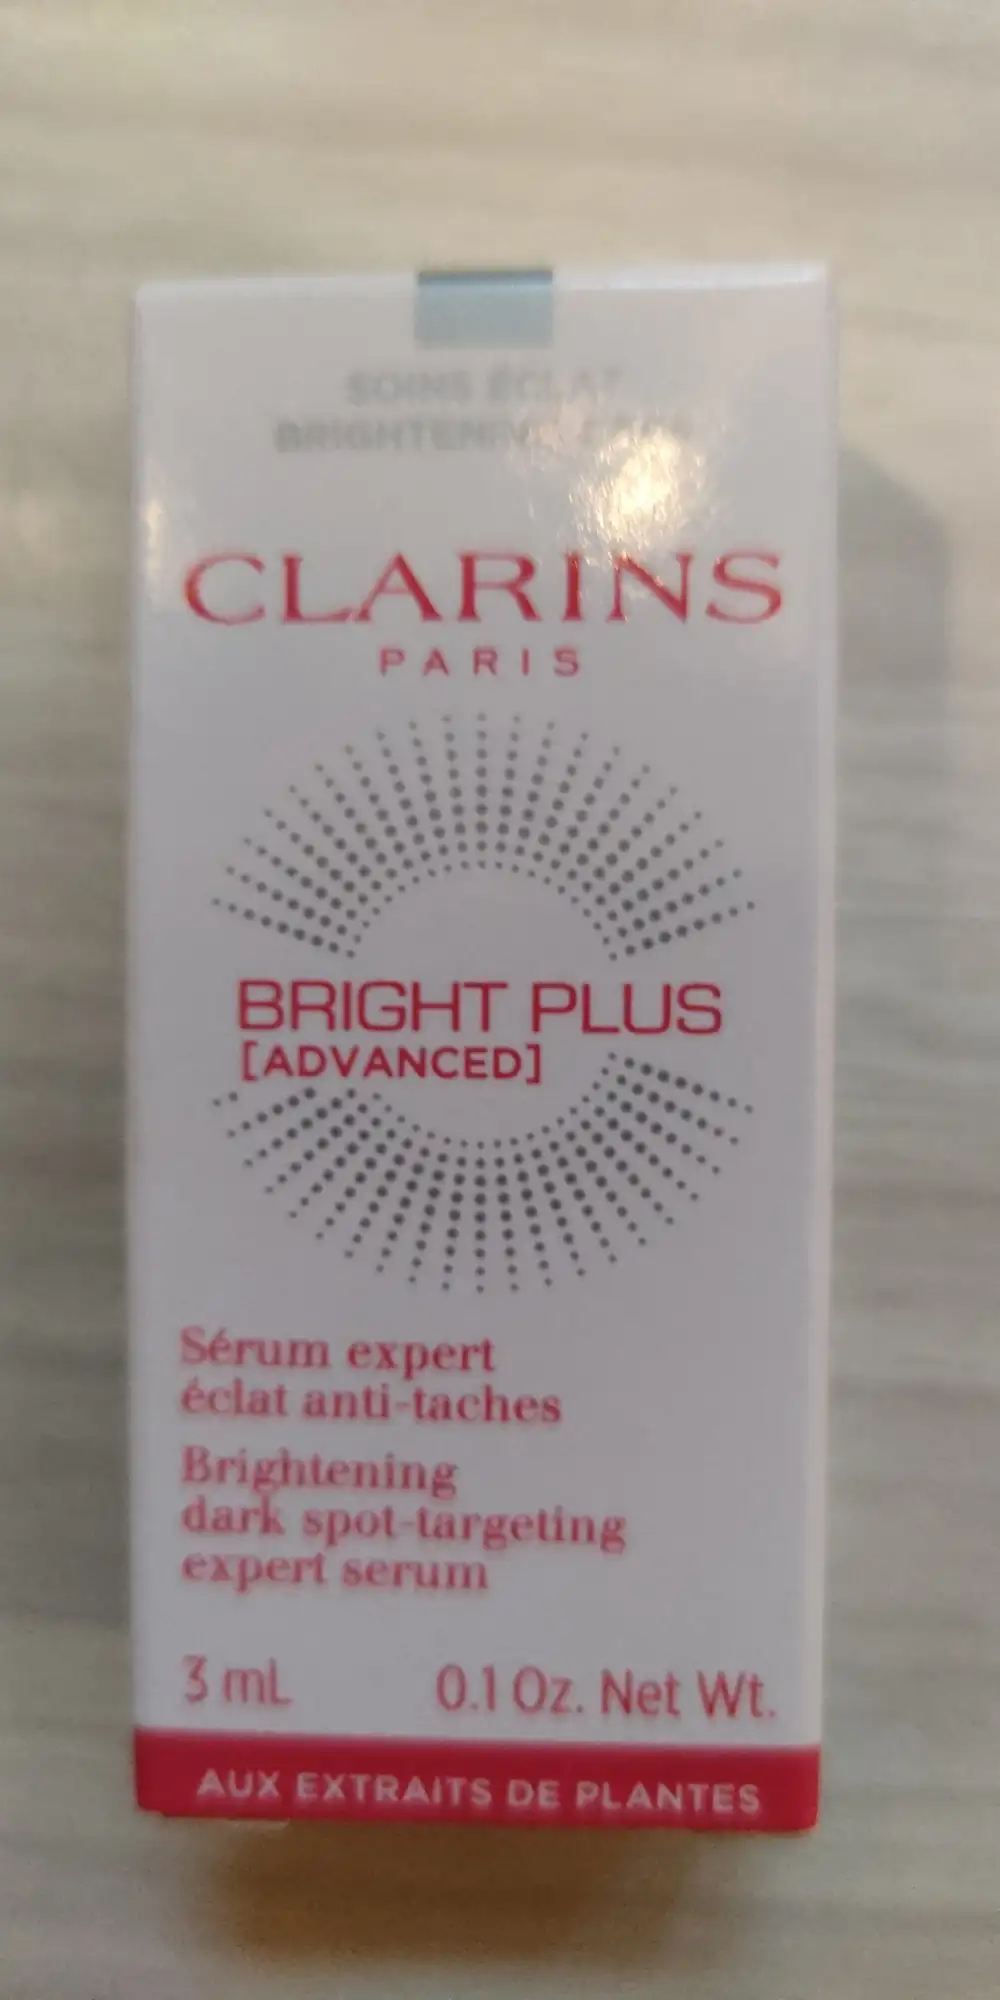 SOINS ÉCLAT
BRIGHTENING
CLARINS
PARIS
BRIGHT PLUS
[ADVANCED]
Sérum expert
éclat anti-taches
Brightening
dark spot-targeting
expert serum
3 mL 0.1 Oz. Net Wt.
AUX EXTRAITS DE PLANTES